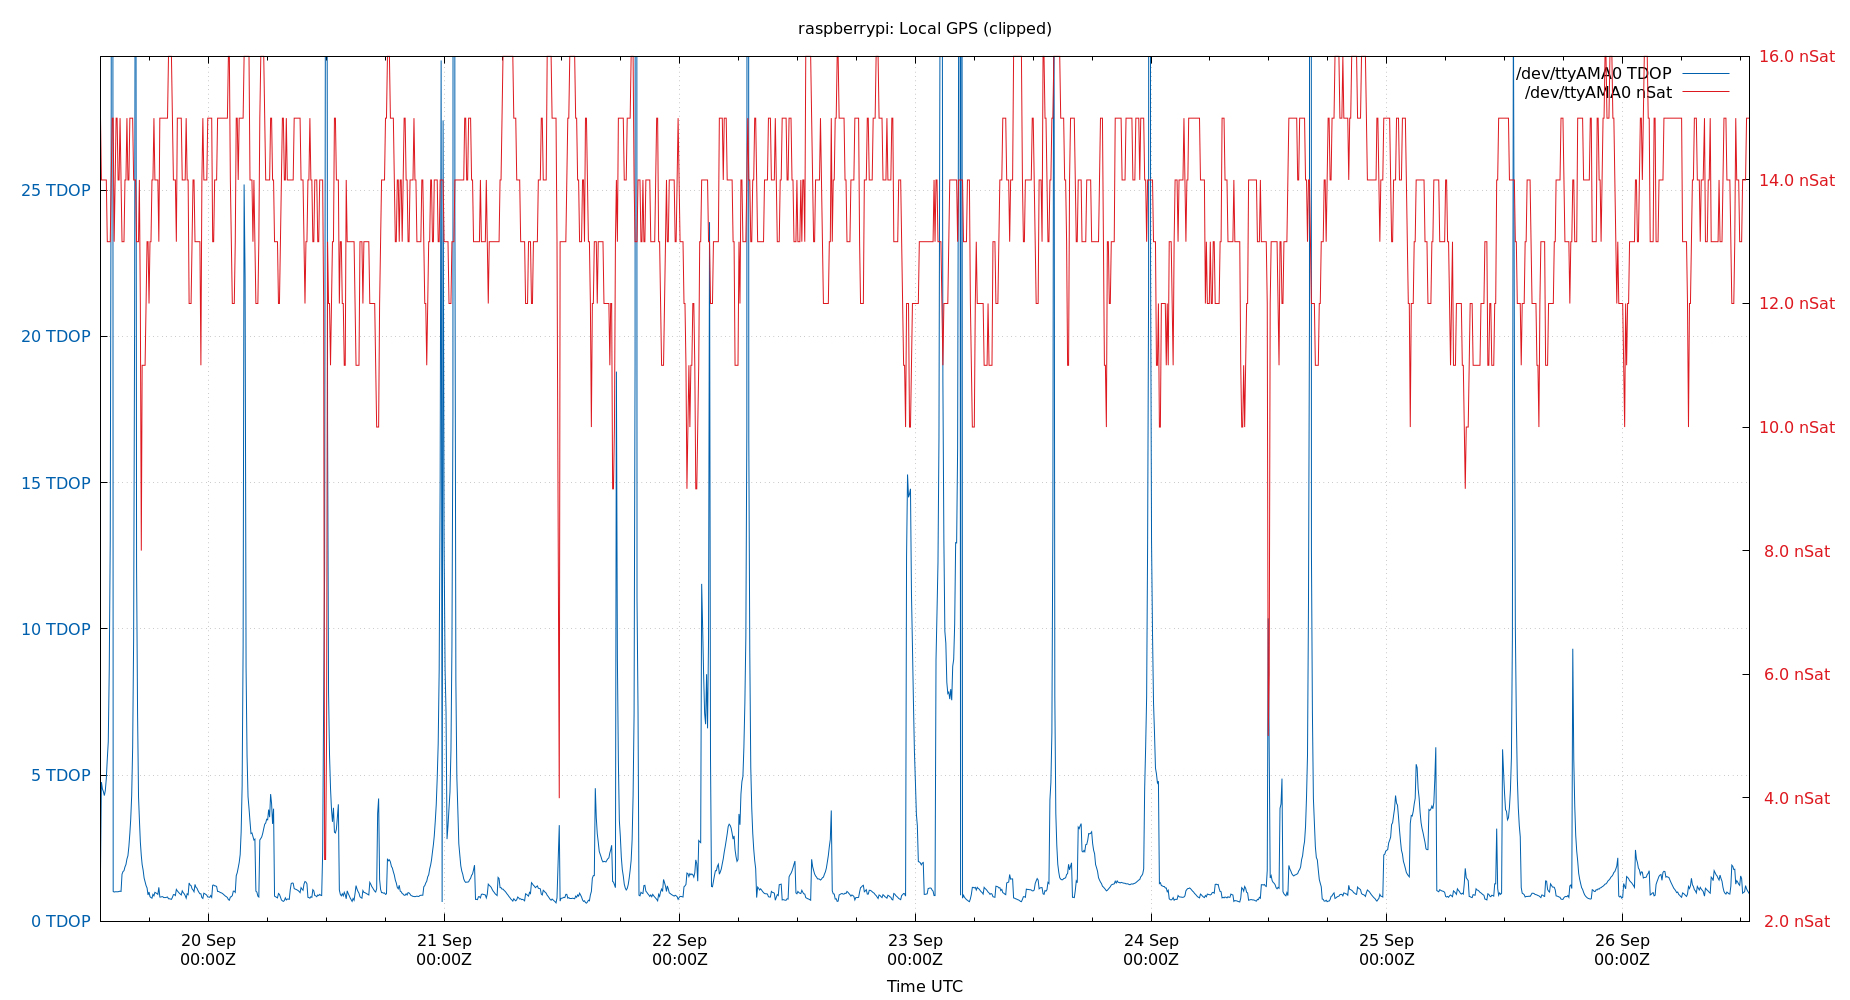 raspberrypi: Local GPS (clipped)
/dev/ttyAMA0 TDOP
/dev/ttyAMA0 nSat
25 TDOP
20 TDOP
15 TDOP
10 TDOP
5 TDOP
0 TDOP
16.0 nSat
14.0 nSat
12.0 nSat
10.0 nSat
8.0 nSat
6.0 nSat
4.0 nSat
2.0 nSat
20 Sep
00:00Z
21 Sep
00:00Z
22 Sep
00:00Z
23 Sep
00:00Z
24 Sep
00:00Z
25 Sep
00:00Z
26 Sep
00:00Z
Time UTC